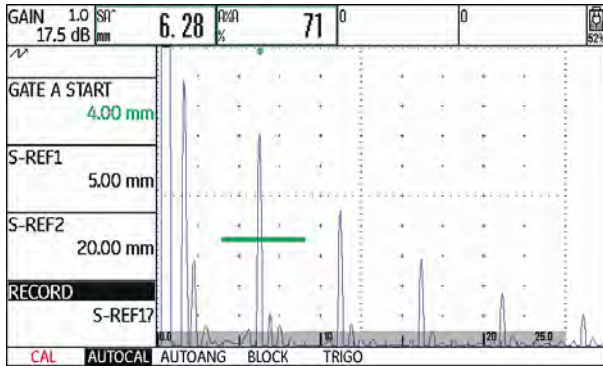 GAIN 1.0 SA^ 6.28 A%A 71 0 0
17.5 dB mm % 52%
GATE A START
4.00 mm
S-REF1
5.00 mm
S-REF2
20.00 mm
RECORD
S-REF1?
0.0 10 20 25.0
CAL AUTOCAL AUTOANG BLOCK TRIGO